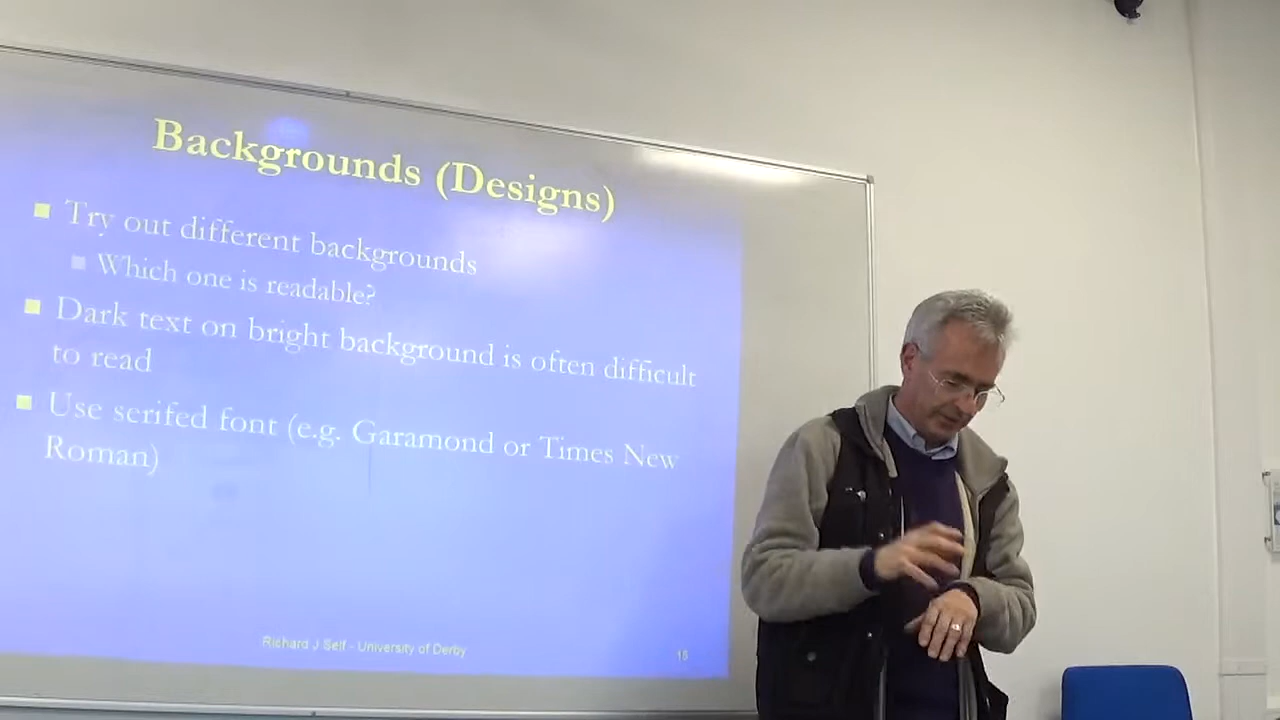 Backgrounds (Designs)
Try out different backgrounds
Which one is readable?
Dark text on bright background is often difficult
to read
Use serifed font (e.g. Garamond or Times New
Roman)
Richard J Self - University of Derby
15